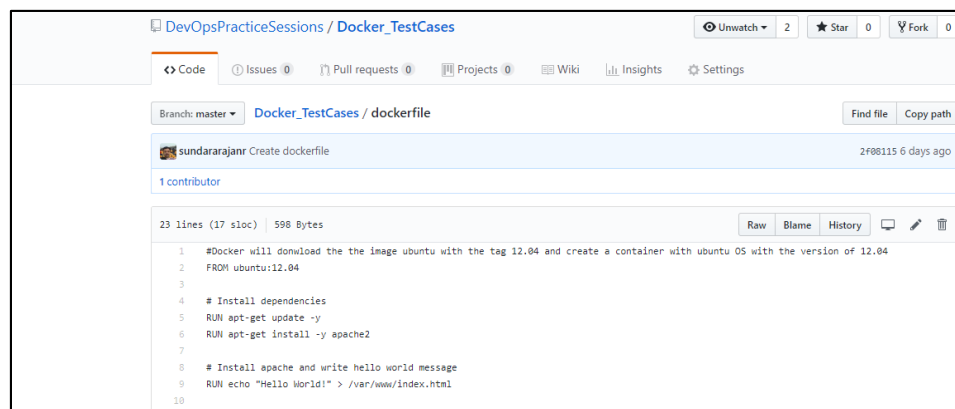 DevOpsPracticeSessions / Docker_TestCases
Unwatch 2 Star 0 Fork 0
Code Issues 0 Pull requests 0 Projects 0 Wiki Insights Settings
Branch: master Docker_TestCases / dockerfile Find file Copy path
sundararajanr Create dockerfile 2f08115 6 days ago
1 contributor
23 lines (17 sloc) 598 Bytes Raw Blame History
1 #Docker will donwload the the image ubuntu with the tag 12.04 and create a container with ubuntu OS with the version of 12.04
2 FROM ubuntu:12.04
3
4 # Install dependencies
5 RUN apt-get update -y
6 RUN apt-get install -y apache2
7
8 # Install apache and write hello world message
9 RUN echo "Hello World!" > /var/www/index.html
10